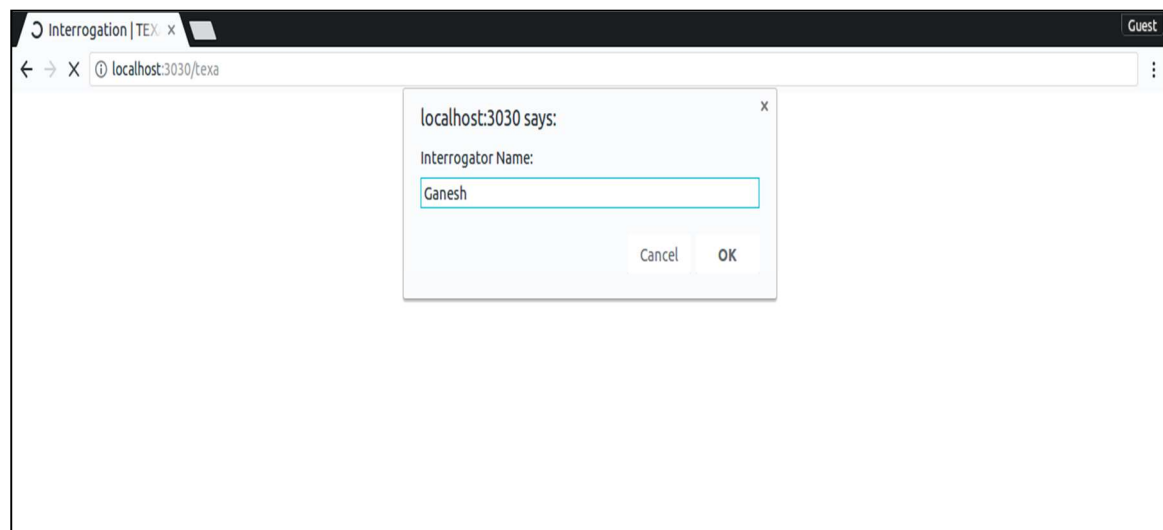 Interrogation | TEX
Guest
localhost:3030/texa
localhost:3030 says:
Interrogator Name:
Ganesh
Cancel OK